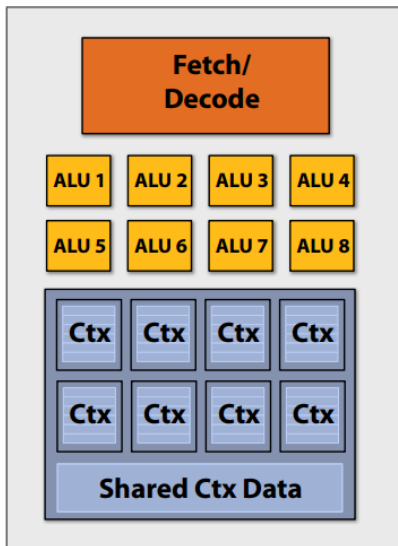 Fetch/
Decode
ALU 1 ALU 2 ALU 3 ALU 4
ALU 5 ALU 6 ALU 7 ALU 8
Ctx Ctx Ctx Ctx
Ctx Ctx Ctx Ctx
Shared Ctx Data